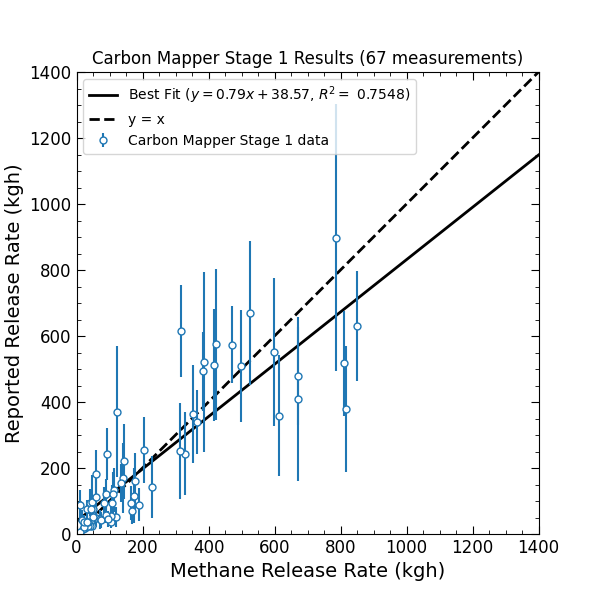 Carbon Mapper Stage 1 Results (67 measurements)
Best Fit (y = 0.79x + 38.57, R² = 0.7548)
y = x
Carbon Mapper Stage 1 data
Reported Release Rate (kgh)
1400
1200
1000
800
600
400
200
0
0 200 400 600 800 1000 1200 1400
Methane Release Rate (kgh)